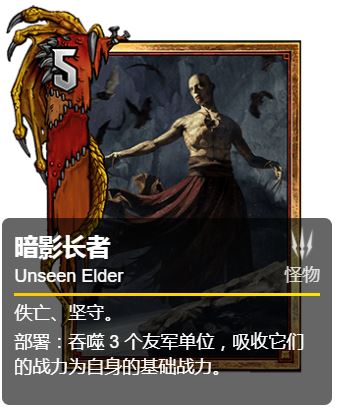 5
暗影长者
Unseen Elder
怪物
佚亡、坚守。
部署：吞噬 3 个友军单位，吸收它们
的战力为自身的基础战力。